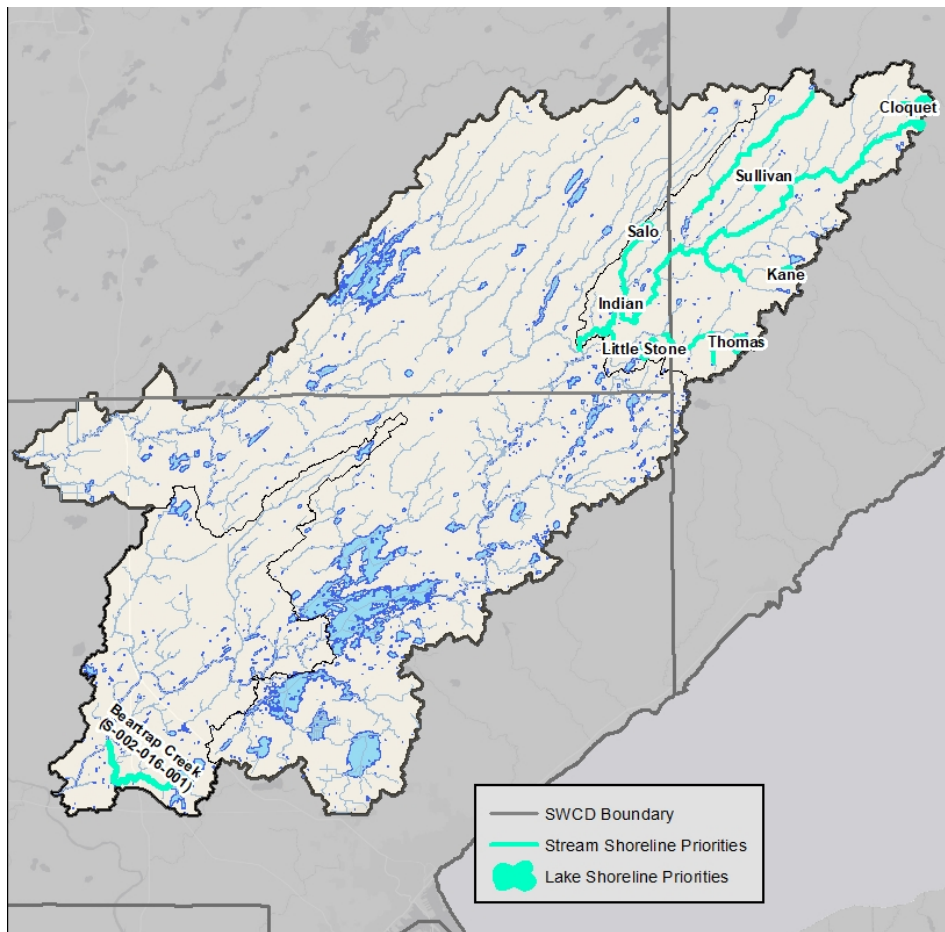 Cloquet
Sullivan
Salo
Kane
Indian
Little Stone
Thomas
Beartrap Creek
(S-002-016-001)
SWCD Boundary
Stream Shoreline Priorities
Lake Shoreline Priorities